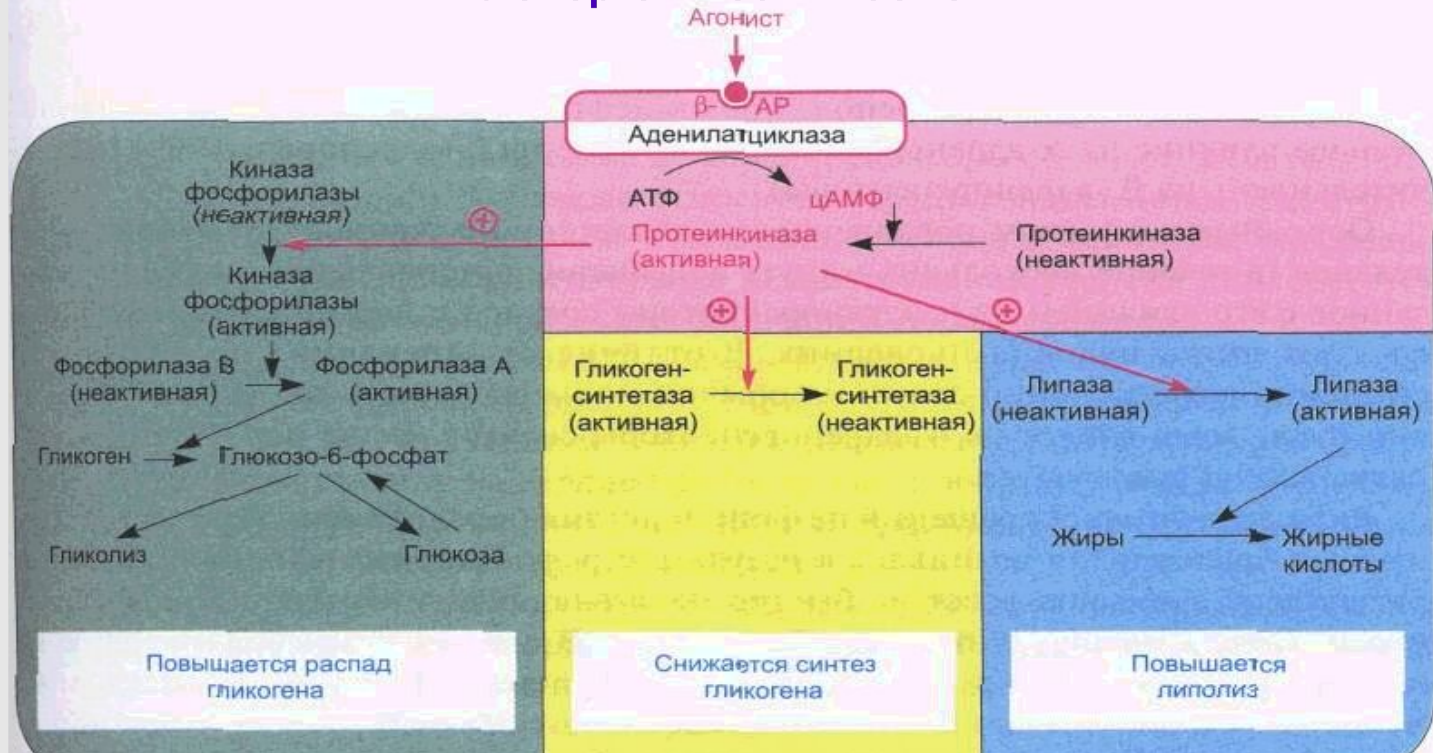 Агонист
β- АР
Аденилатциклаза
АТФ
цАМФ
Протеинкиназа
(активная)
Протеинкиназа
(неактивная)
Киназа
фосфорилазы
(неактивная)
Киназа
фосфорилазы
(активная)
Фосфорилаза В
(неактивная)
Фосфорилаза А
(активная)
Гликоген
Глюкозо-6-фосфат
Гликолиз
Глюкоза
Повышается распад
гликогена
Гликоген-
синтетаза
(активная)
Гликоген-
синтетаза
(неактивная)
Снижается синтез
гликогена
Липаза
(неактивная)
Липаза
(активная)
Жиры
Жирные
кислоты
Повышается
липолиз